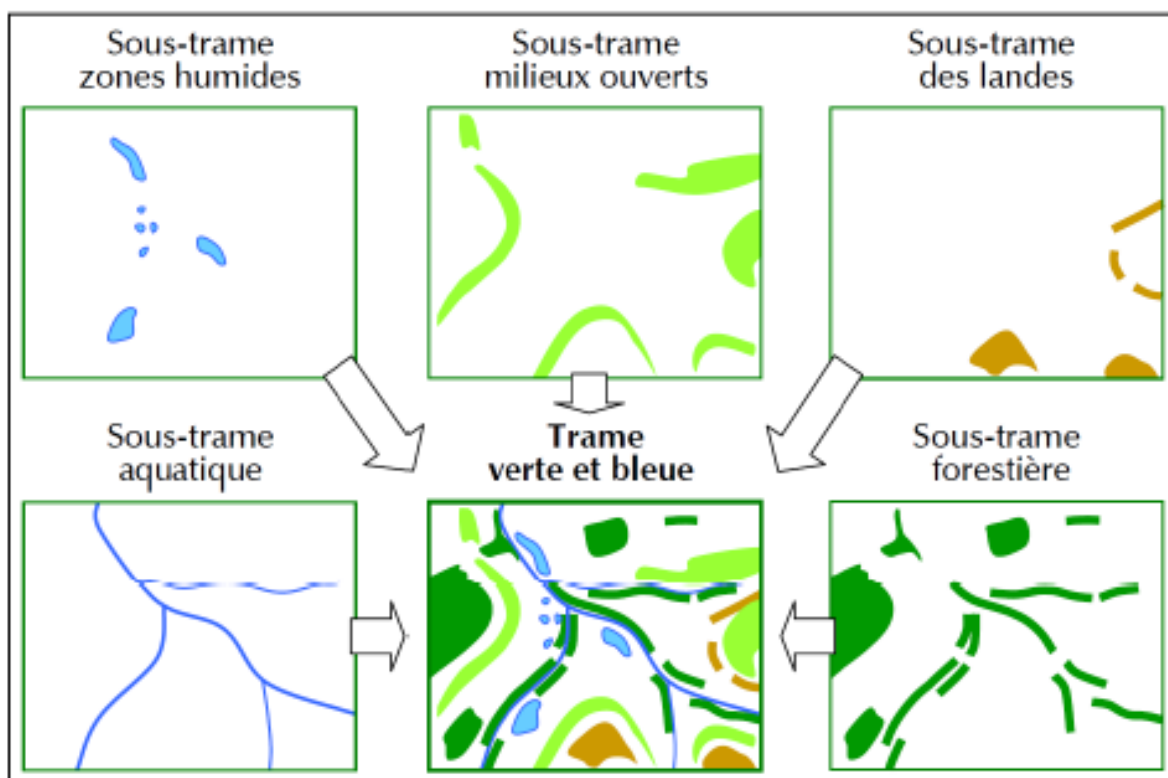 Sous-trame
zones humides
Sous-trame
milieux ouverts
Sous-trame
des landes
Sous-trame
aquatique
Trame
verte et bleue
Sous-trame
forestière